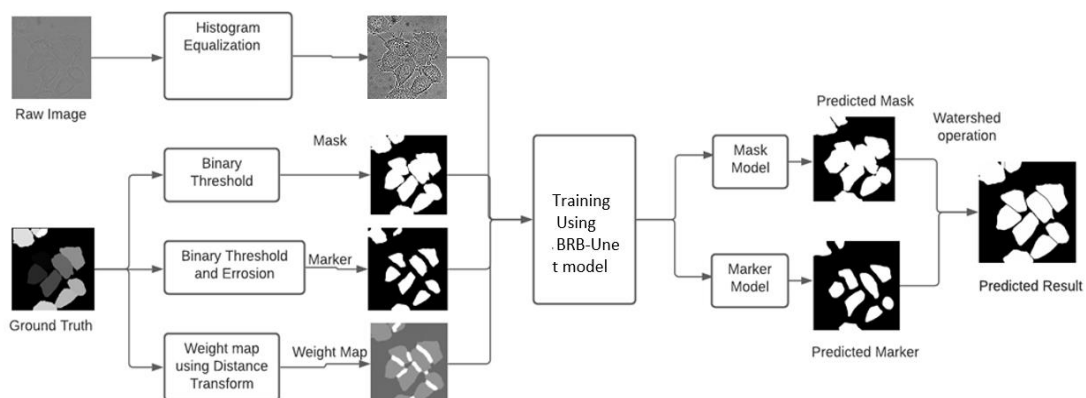 Histogram
Equalization
Raw Image
Mask
Binary
Threshold
Binary Threshold
and Errosion
Marker
Ground Truth
Weight map
using Distance
Transform
Weight Map
Training
Using
.BRB-Une
t model
Mask
Model
Marker
Model
Predicted Mask
Predicted Marker
Watershed
operation
Predicted Result